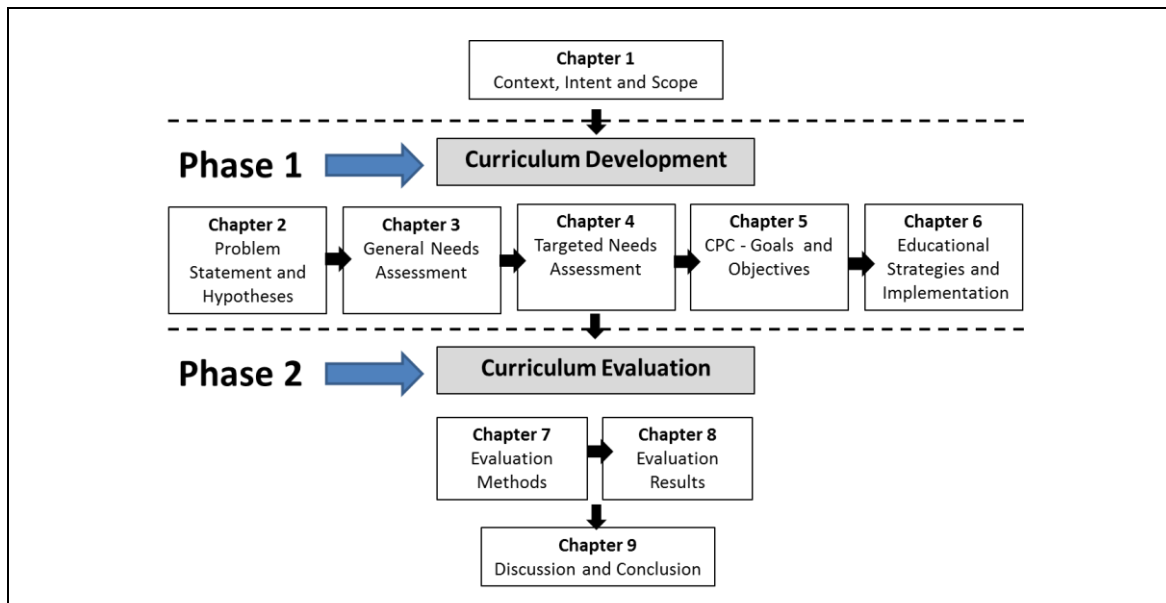 Chapter 1
Context, Intent and Scope
Phase 1
Curriculum Development
Chapter 2
Problem
Statement and
Hypotheses
Chapter 3
General Needs
Assessment
Chapter 4
Targeted Needs
Assessment
Chapter 5
CPC - Goals and
Objectives
Chapter 6
Educational
Strategies and
Implementation
Phase 2
Curriculum Evaluation
Chapter 7
Evaluation
Methods
Chapter 8
Evaluation
Results
Chapter 9
Discussion and Conclusion